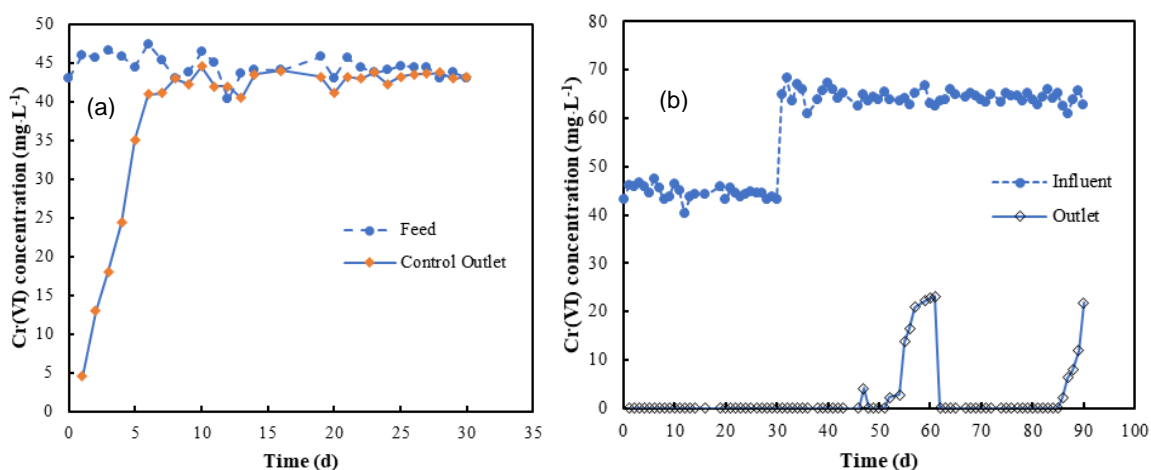 Cr(VI) concentration (mg·L-1)
50
45
40
35
30
25
20
15
10
5
0
(a)
Feed
Control Outlet
0 5 10 15 20 25 30 35
Time (d)
Cr(VI) concentration (mg·L-1)
80
70
60
50
40
30
20
10
0
(b)
Influent
Outlet
0 10 20 30 40 50 60 70 80 90 100
Time (d)